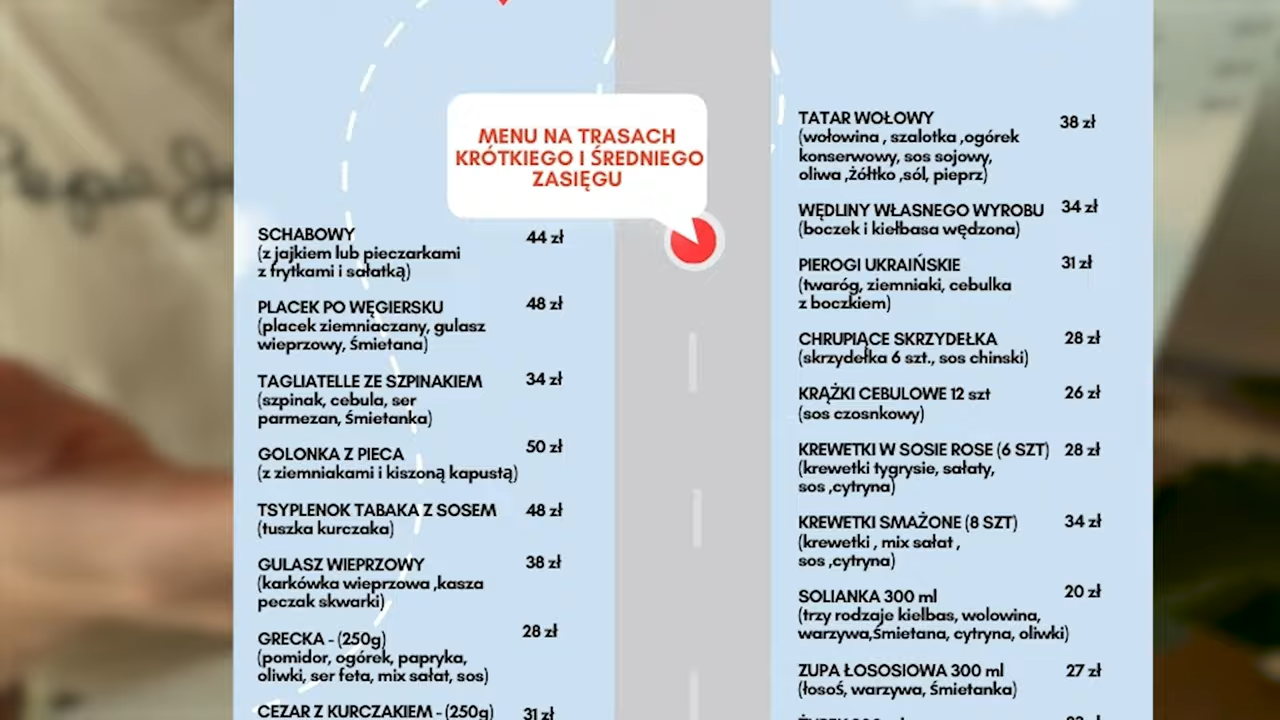 MENU NA TRASACH
KRÓTKIEGO I ŚREDNIEGO
ZASIĘGU
SCHABOWY 44 zł
(z jajkiem lub pieczarkami
z frytkami i sałatką)
PLACEK PO WĘGIERSKU 48 zł
(placek ziemniaczany, gulasz
wieprzowy, śmietana)
TAGLIATELLE ZE SZPINAKIEM 34 zł
(szpinak, cebula, ser
parmezan, śmietanka)
GOLONKA Z PIECA 50 zł
(z ziemniakami i kiszoną kapustą)
TSYPLENOK TABAKA Z SOSEM 48 zł
(tuszka kurczaka)
GULASZ WIEPRZOWY 38 zł
(karkówka wieprzowa ,kasza
peczak skwarki)
GRECKA - (250g) 28 zł
(pomidor, ogórek, papryka,
oliwki, ser feta, mix sałat, sos)
CEZAR Z KURCZAKIEM - (250g) 31 zł
TATAR WOŁOWY 38 zł
(wołowina , szalotka ,ogórek
konserwowy, sos sojowy,
oliwa ,żółtko ,sól, pieprz)
WĘDLINY WŁASNEGO WYROBU 34 zł
(boczek i kiełbasa wędzona)
PIEROGI UKRAIŃSKIE 31 zł
(twaróg, ziemniaki, cebulka
z boczkiem)
CHRUPIĄCE SKRZYDEŁKA 28 zł
(skrzydełka 6 szt., sos chinski)
KRĄŻKI CEBULOWE 12 szt 26 zł
(sos czosnkowy)
KREWETKI W SOSIE ROSE (6 SZT) 28 zł
(krewetki tygrysie, sałaty,
sos ,cytryna)
KREWETKI SMAŻONE (8 SZT) 34 zł
(krewetki , mix sałat ,
sos ,cytryna)
SOLIANKA 300 ml 20 zł
(trzy rodzaje kielbas, wolowina,
warzywa,śmietana, cytryna, oliwki)
ZUPA ŁOSOSIOWA 300 ml 27 zł
(łosoś, warzywa, śmietanka)